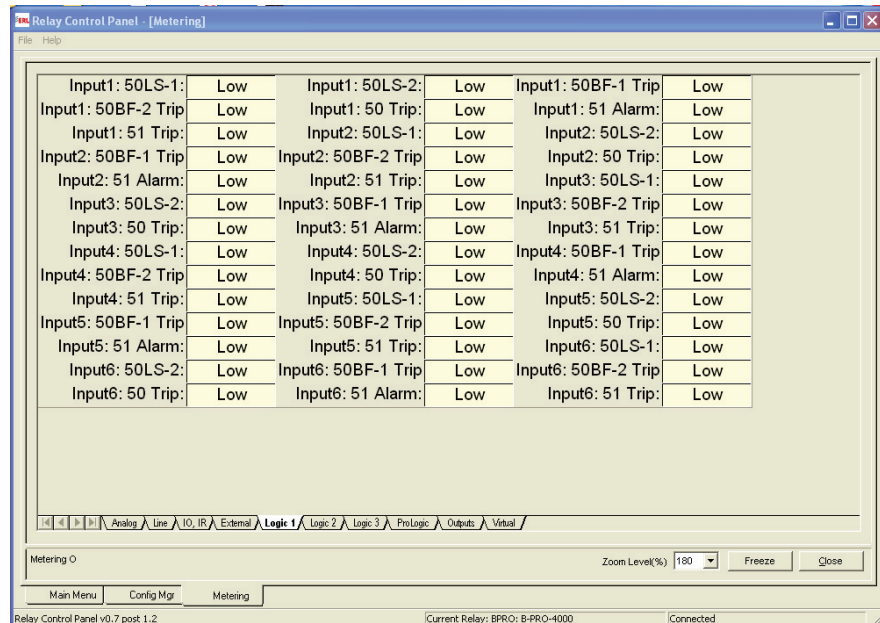 ERL Relay Control Panel - [Metering]
File Help
Input1: 50LS-1: Low Input1: 50LS-2: Low Input1: 50BF-1 Trip Low
Input1: 50BF-2 Trip Low Input1: 50 Trip: Low Input1: 51 Alarm: Low
Input1: 51 Trip: Low Input2: 50LS-1: Low Input2: 50LS-2: Low
Input2: 50BF-1 Trip Low Input2: 50BF-2 Trip Low Input2: 50 Trip: Low
Input2: 51 Alarm: Low Input2: 51 Trip: Low Input3: 50LS-1: Low
Input3: 50LS-2: Low Input3: 50BF-1 Trip Low Input3: 50BF-2 Trip Low
Input3: 50 Trip: Low Input3: 51 Alarm: Low Input3: 51 Trip: Low
Input4: 50LS-1: Low Input4: 50LS-2: Low Input4: 50BF-1 Trip Low
Input4: 50BF-2 Trip Low Input4: 50 Trip: Low Input4: 51 Alarm: Low
Input4: 51 Trip: Low Input5: 50LS-1: Low Input5: 50LS-2: Low
Input5: 50BF-1 Trip Low Input5: 50BF-2 Trip Low Input5: 50 Trip: Low
Input5: 51 Alarm: Low Input5: 51 Trip: Low Input6: 50LS-1: Low
Input6: 50LS-2: Low Input6: 50BF-1 Trip Low Input6: 50BF-2 Trip Low
Input6: 50 Trip: Low Input6: 51 Alarm: Low Input6: 51 Trip: Low
Analog Line IO, IR External Logic 1 Logic 2 Logic 3 ProLogic Outputs Virtual
Metering O Zoom Level(%) 180 Freeze Close
Main Menu Config Mgr Metering
Relay Control Panel v0.7 post 1.2 Current Relay: BPRO: B-PRO-4000 Connected